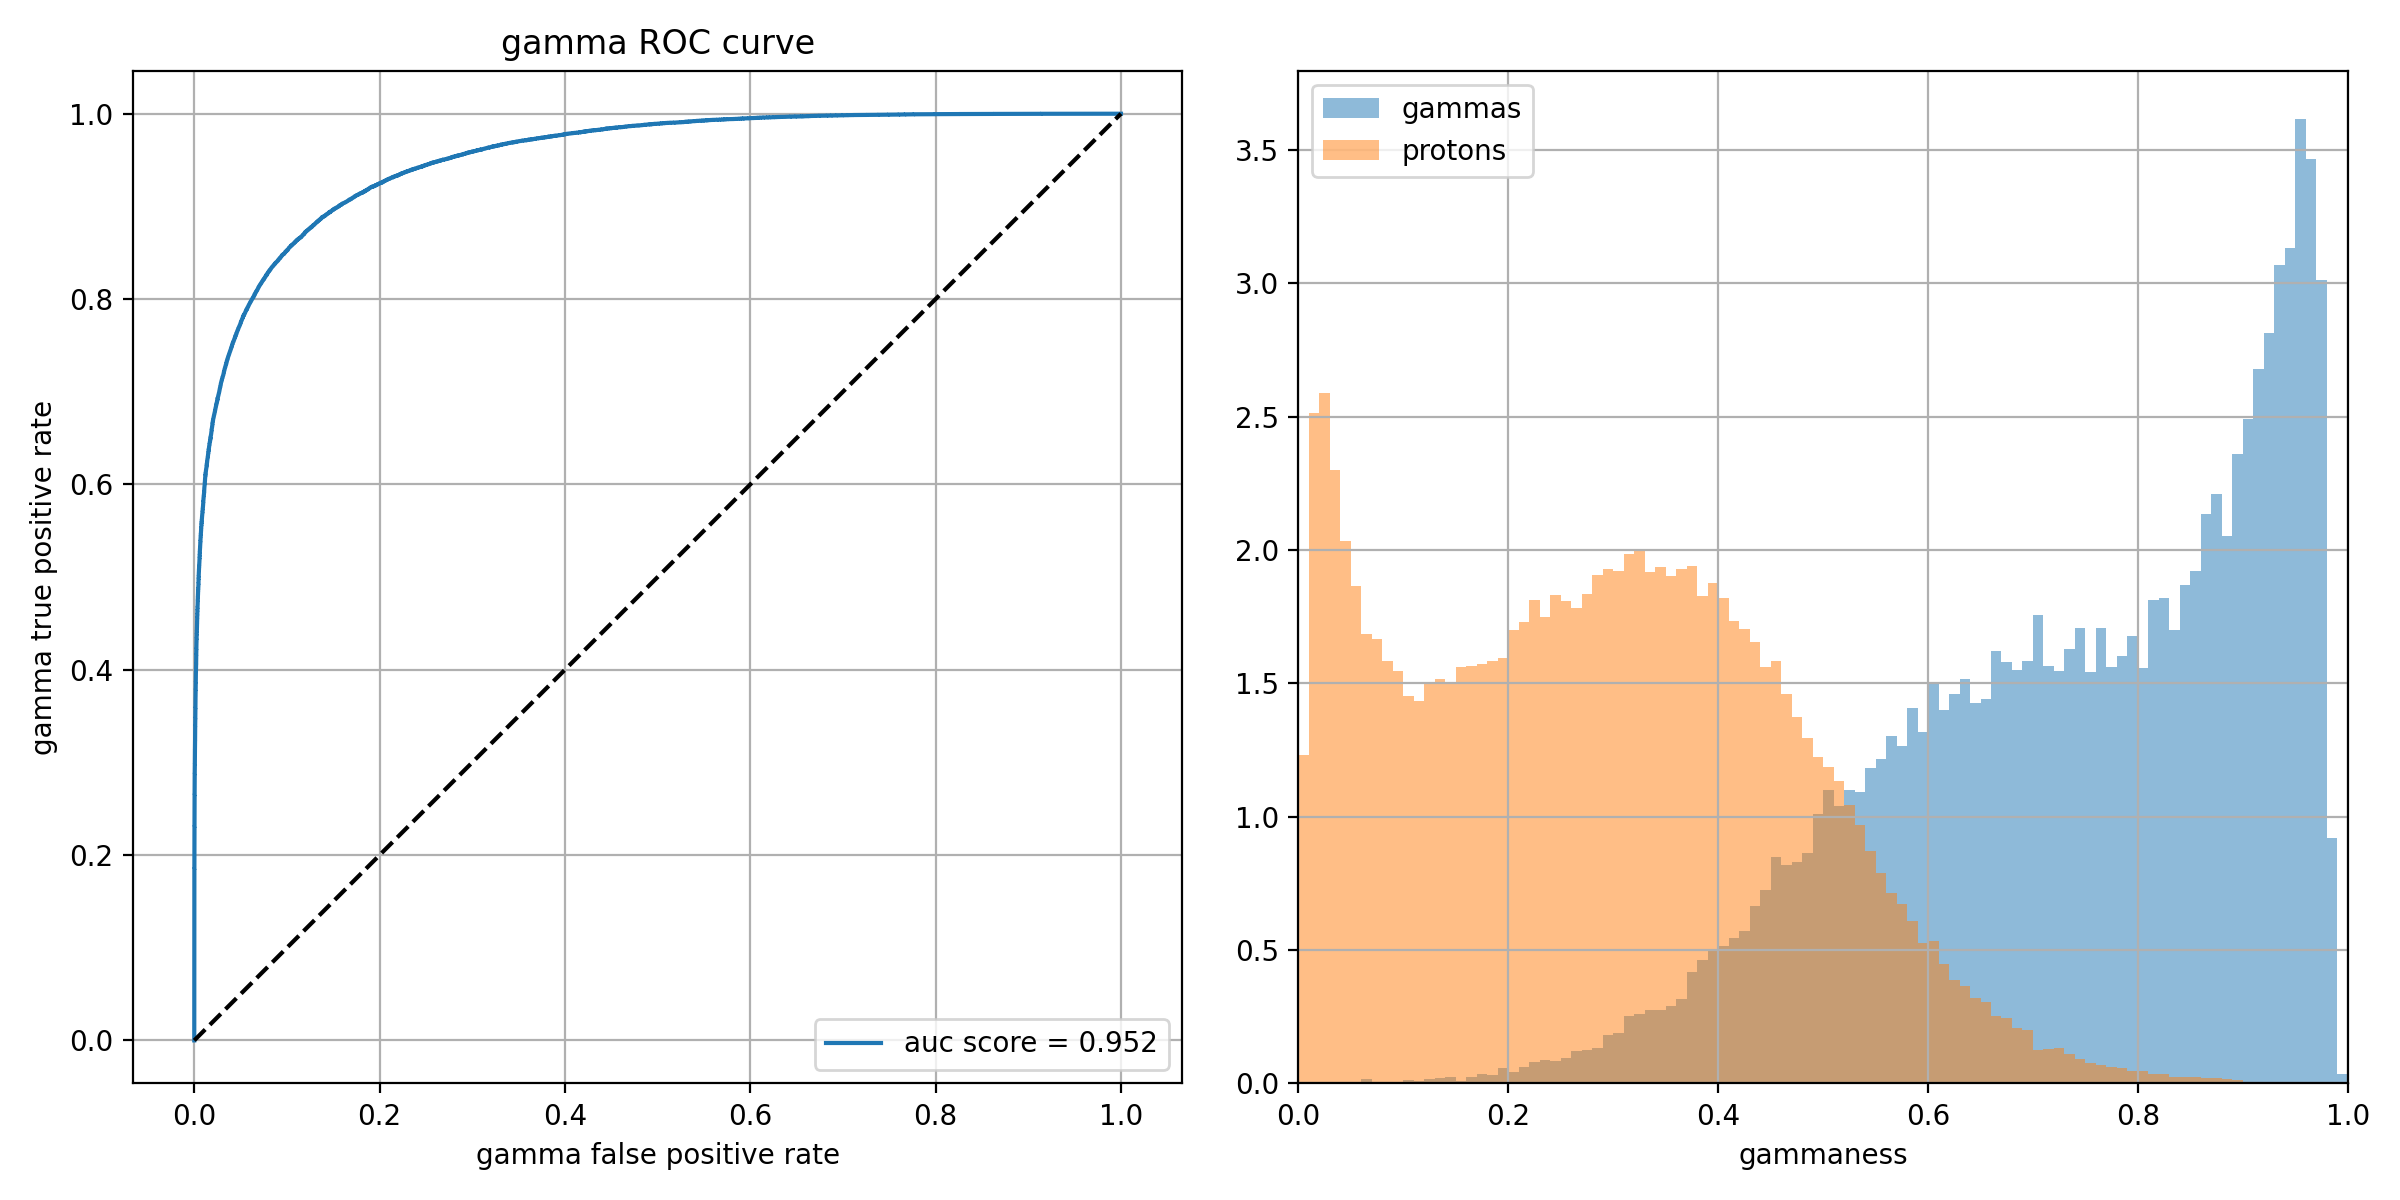 gamma ROC curve
1.0
0.8
0.6
0.4
0.2
0.0
gamma true positive rate
auc score = 0.952
0.0 0.2 0.4 0.6 0.8 1.0
gamma false positive rate
gammas
protons
3.5
3.0
2.5
2.0
1.5
1.0
0.5
0.0
0.0 0.2 0.4 0.6 0.8 1.0
gammaness